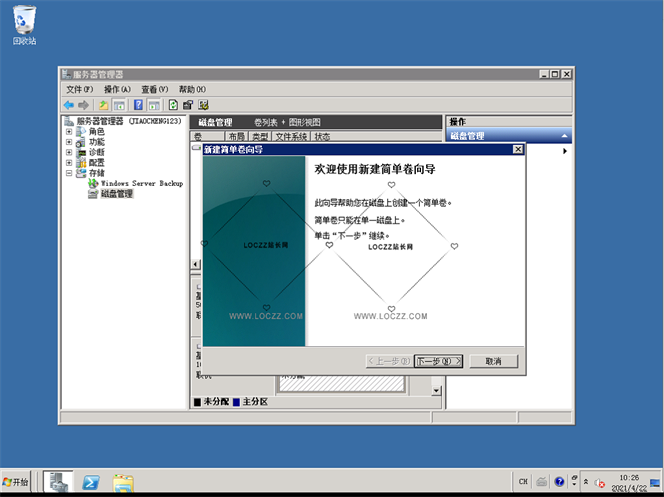 回收站
服务器管理器
文件(F) 操作(A) 查看(V) 帮助(H)
服务器管理器 (JIAOCHENG123)
角色
功能
诊断
配置
存储
Windows Server Backup
磁盘管理
磁盘管理 卷列表 + 图形视图
卷 布局 类型 文件系统 状态
操作
磁盘管理
新建简单卷向导
欢迎使用新建简单卷向导
此向导帮助您在磁盘上创建一个简单卷。
简单卷只能在单一磁盘上。
单击“下一步”继续。
LOCZZ站长网 LOCZZ站长网
WWW.LOCZZ.COM WWW.LOCZZ.COM
<上一步(B) 下一步(N) > 取消
未分配 主分区
开始
CH
10:26
2021/4/22